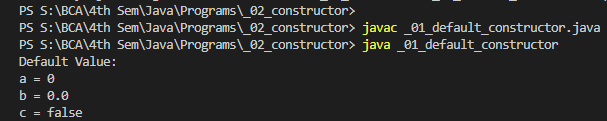 PS S:\BCA\4th Sem\Java\Programs\_02_constructor>
PS S:\BCA\4th Sem\Java\Programs\_02_constructor> javac _01_default_constructor.java
PS S:\BCA\4th Sem\Java\Programs\_02_constructor> java _01_default_constructor
Default Value:
a = 0
b = 0.0
c = false